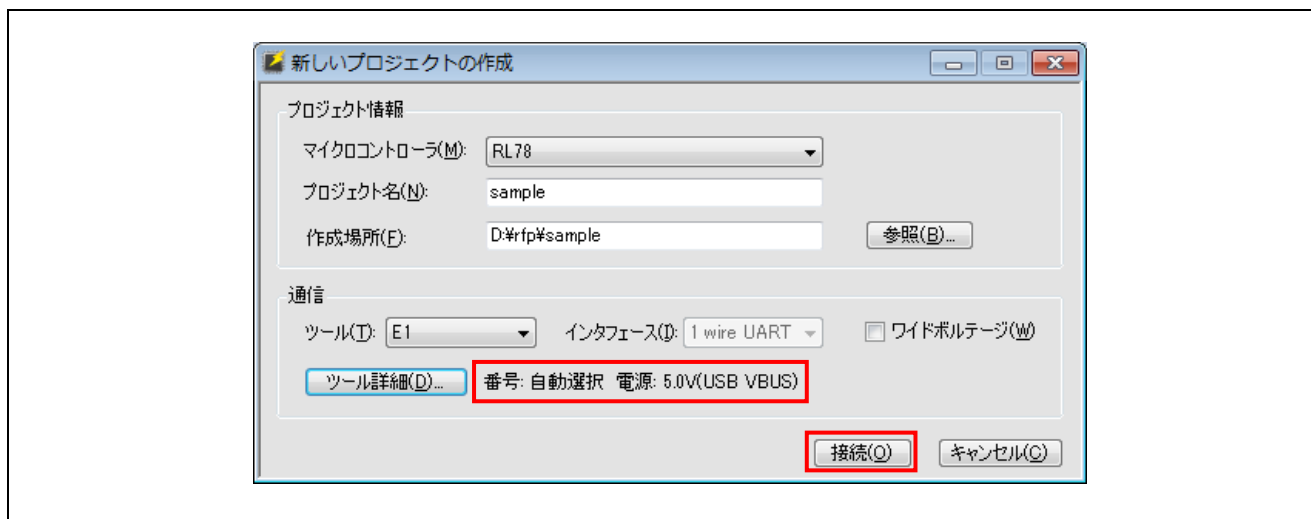 新しいプロジェクトの作成
プロジェクト情報
マイクロコントローラ(M): RL78
プロジェクト名(N): sample
作成場所(F): D:¥rfp¥sample 参照(B)...
通信
ツール(T): E1 インタフェース(I): 1 wire UART ワイドボルテージ(W)
ツール詳細(D)... 番号: 自動選択 電源: 5.0V(USB VBUS)
接続(O) キャンセル(C)